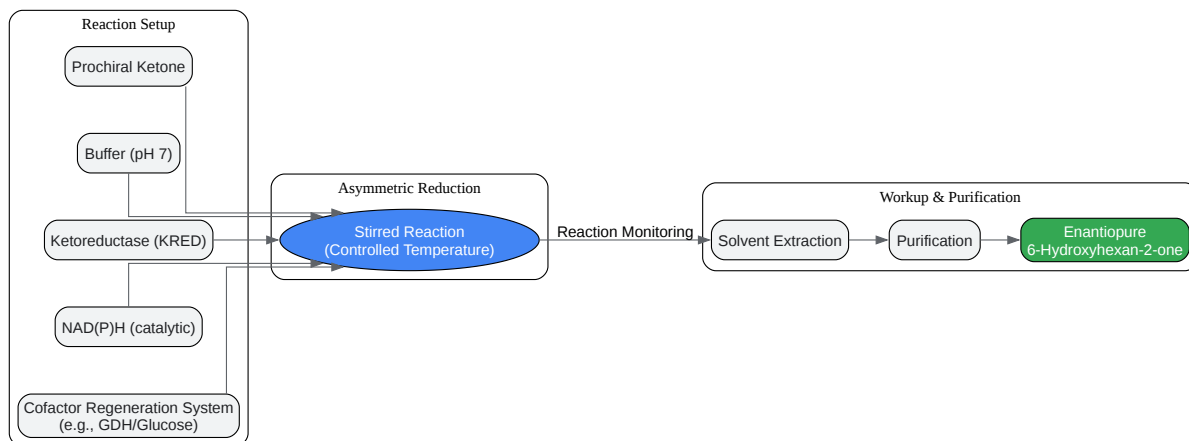 Reaction Setup
Prochiral Ketone
Buffer (pH 7)
Ketoreductase (KRED)
NAD(P)H (catalytic)
Cofactor Regeneration System
(e.g., GDH/Glucose)
Asymmetric Reduction
Stirred Reaction
(Controlled Temperature)
Reaction Monitoring
Workup & Purification
Solvent Extraction
Purification
Enantiopure
6-Hydroxyhexan-2-one